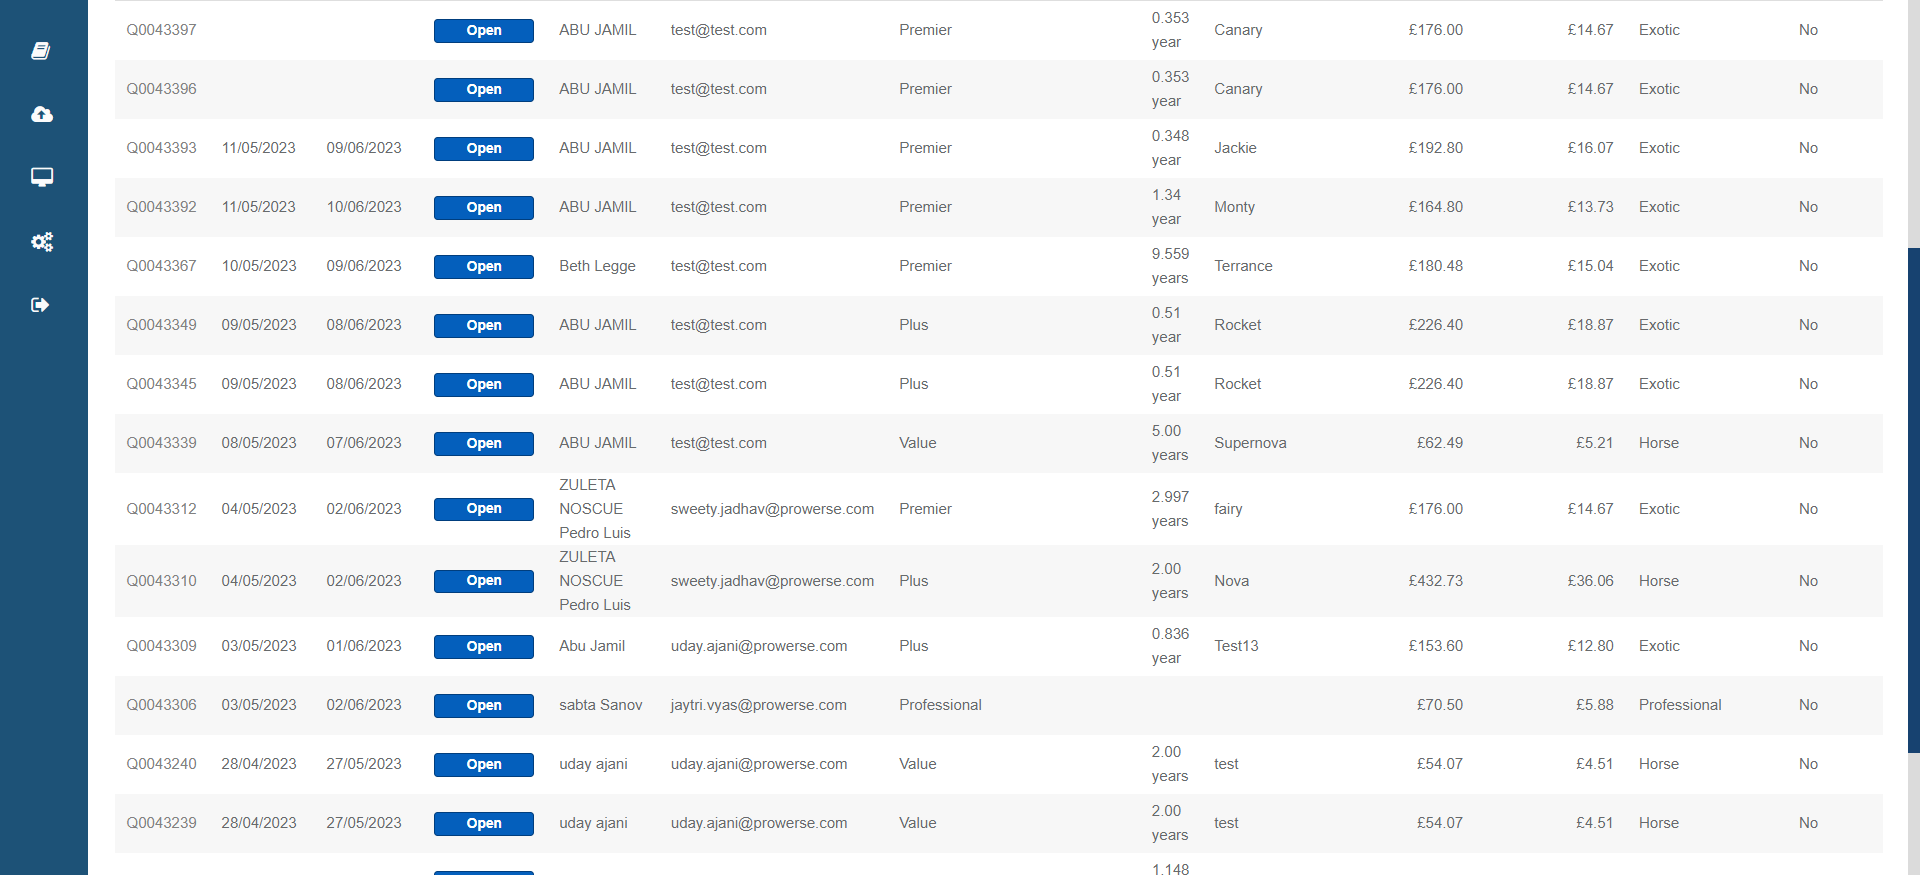 Q0043397 Open ABU JAMIL test@test.com Premier 0.353 year Canary £176.00 £14.67 Exotic No
Q0043396 Open ABU JAMIL test@test.com Premier 0.353 year Canary £176.00 £14.67 Exotic No
Q0043393 11/05/2023 09/06/2023 Open ABU JAMIL test@test.com Premier 0.348 year Jackie £192.80 £16.07 Exotic No
Q0043392 11/05/2023 10/06/2023 Open ABU JAMIL test@test.com Premier 1.34 year Monty £164.80 £13.73 Exotic No
Q0043367 10/05/2023 09/06/2023 Open Beth Legge test@test.com Premier 9.559 years Terrance £180.48 £15.04 Exotic No
Q0043349 09/05/2023 08/06/2023 Open ABU JAMIL test@test.com Plus 0.51 year Rocket £226.40 £18.87 Exotic No
Q0043345 09/05/2023 08/06/2023 Open ABU JAMIL test@test.com Plus 0.51 year Rocket £226.40 £18.87 Exotic No
Q0043339 08/05/2023 07/06/2023 Open ABU JAMIL test@test.com Value 5.00 years Supernova £62.49 £5.21 Horse No
Q0043312 04/05/2023 02/06/2023 Open ZULETA NOSCUE Pedro Luis sweety.jadhav@prowerse.com Premier 2.997 years fairy £176.00 £14.67 Exotic No
Q0043310 04/05/2023 02/06/2023 Open ZULETA NOSCUE Pedro Luis sweety.jadhav@prowerse.com Plus 2.00 years Nova £432.73 £36.06 Horse No
Q0043309 03/05/2023 01/06/2023 Open Abu Jamil uday.ajani@prowerse.com Plus 0.836 year Test13 £153.60 £12.80 Exotic No
Q0043306 03/05/2023 02/06/2023 Open sabta Sanov jaytri.vyas@prowerse.com Professional £70.50 £5.88 Professional No
Q0043240 28/04/2023 27/05/2023 Open uday ajani uday.ajani@prowerse.com Value 2.00 years test £54.07 £4.51 Horse No
Q0043239 28/04/2023 27/05/2023 Open uday ajani uday.ajani@prowerse.com Value 2.00 years test £54.07 £4.51 Horse No
1.148